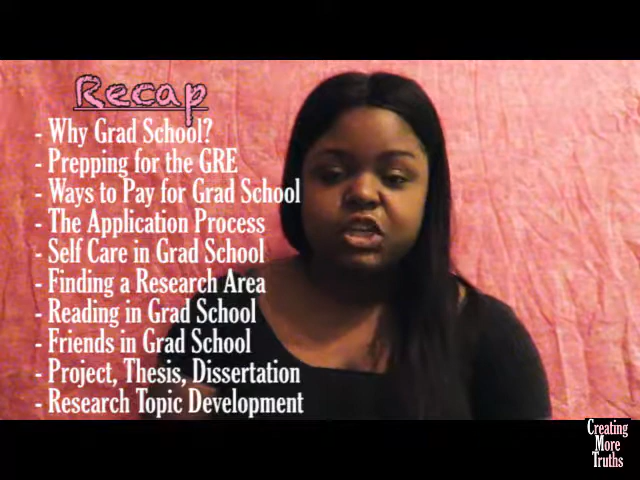 Recap
- Why Grad School?
- Prepping for the GRE
- Ways to Pay for Grad School
- The Application Process
- Self Care in Grad School
- Finding a Research Area
- Reading in Grad School
- Friends in Grad School
- Project, Thesis, Dissertation
- Research Topic Development
Creating
More
Truths